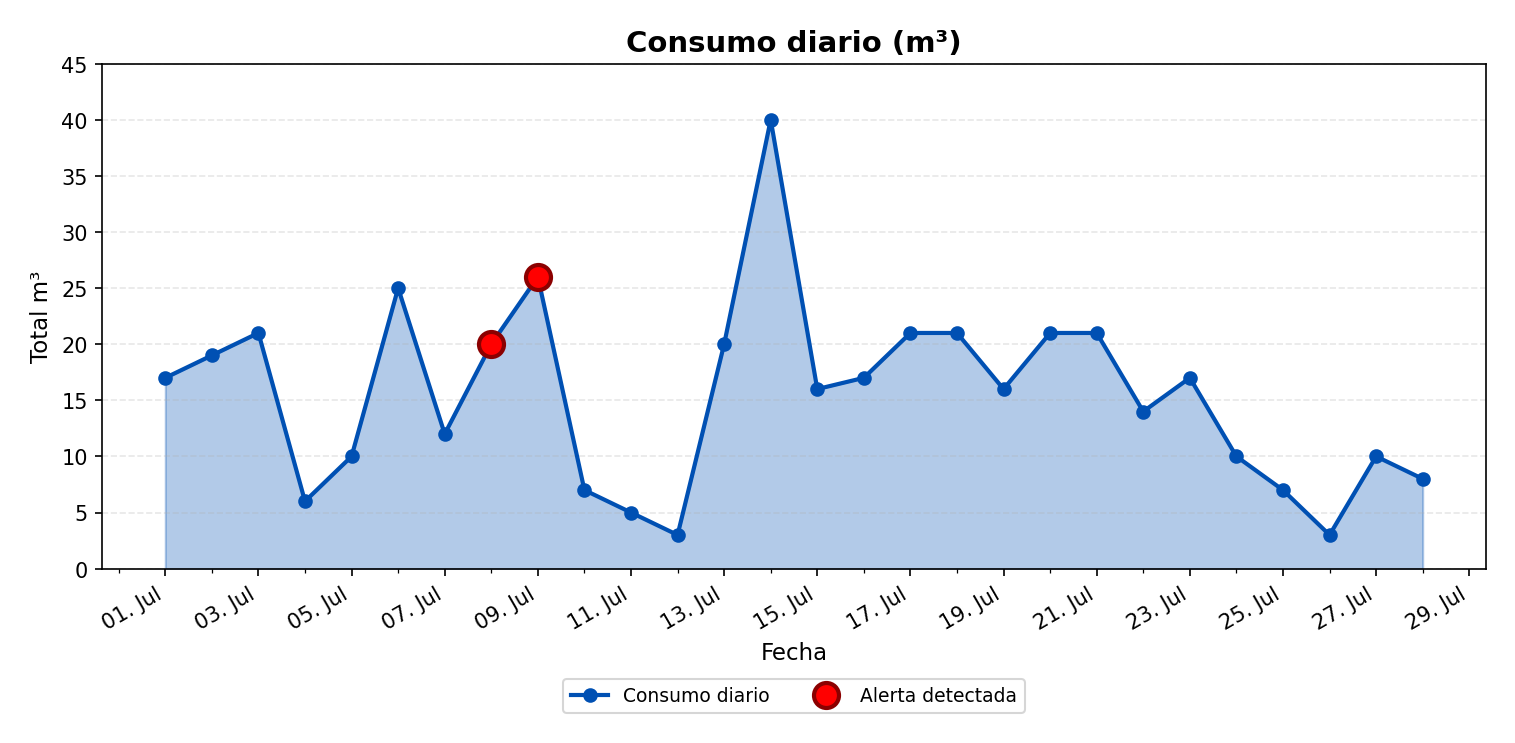 Consumo diario (m³)
45
40
35
30
25
20
15
10
5
0
Total m³
01. Jul
03. Jul
05. Jul
07. Jul
09. Jul
11. Jul
13. Jul
15. Jul
17. Jul
19. Jul
21. Jul
23. Jul
25. Jul
27. Jul
29. Jul
Fecha
Consumo diario
Alerta detectada